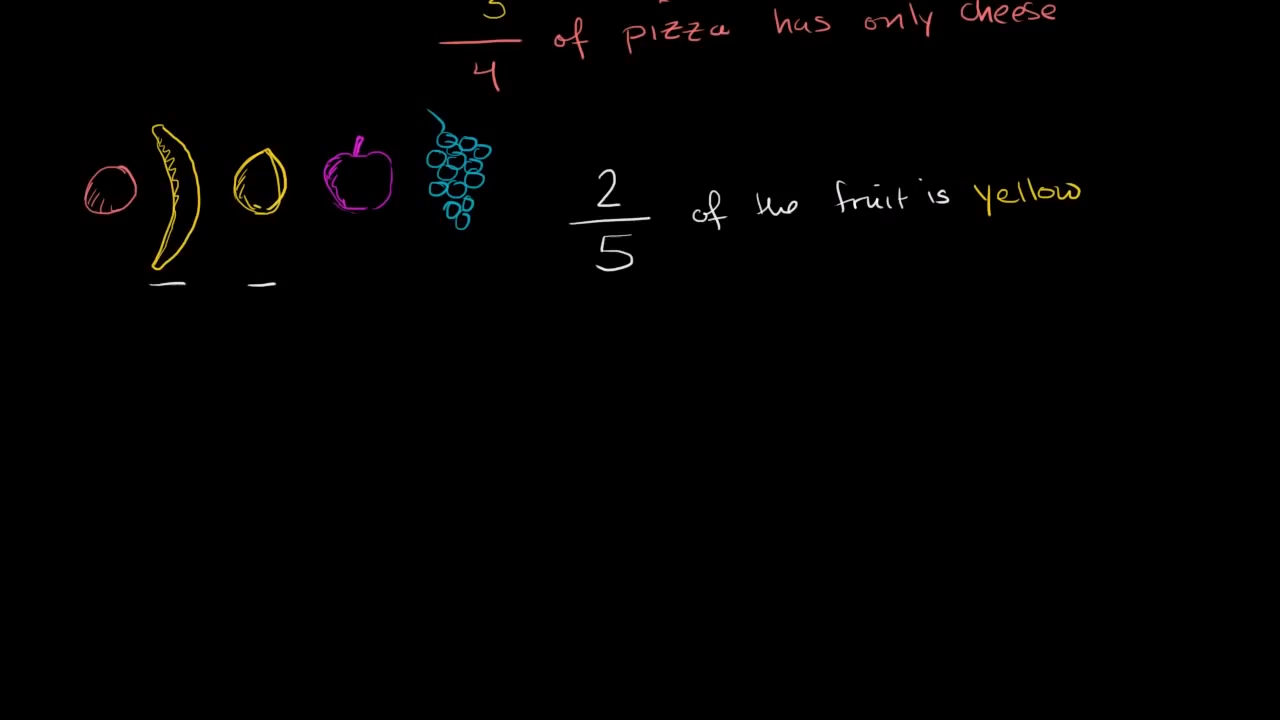 3/4 of pizza has only cheese
2/5 of the fruit is yellow